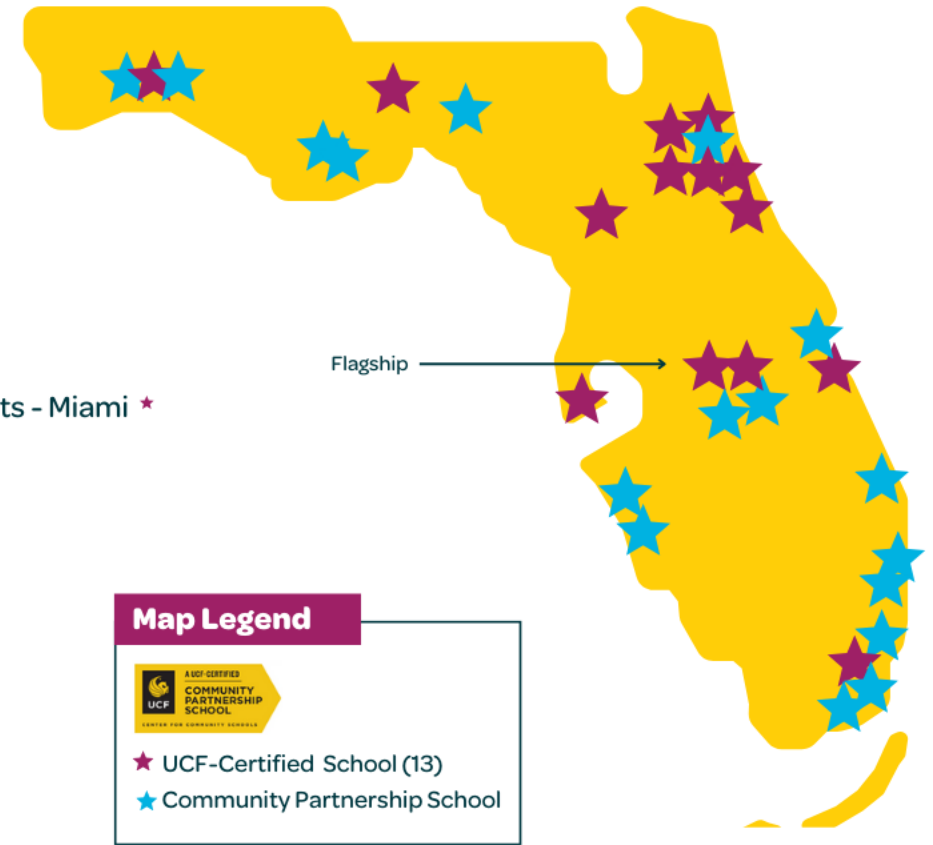 Flagship
ts - Miami
Map Legend
A UCF-CERTIFIED
COMMUNITY
PARTNERSHIP
SCHOOL
UCF
CENTER FOR COMMUNITY SCHOOLS
UCF-Certified School (13)
Community Partnership School